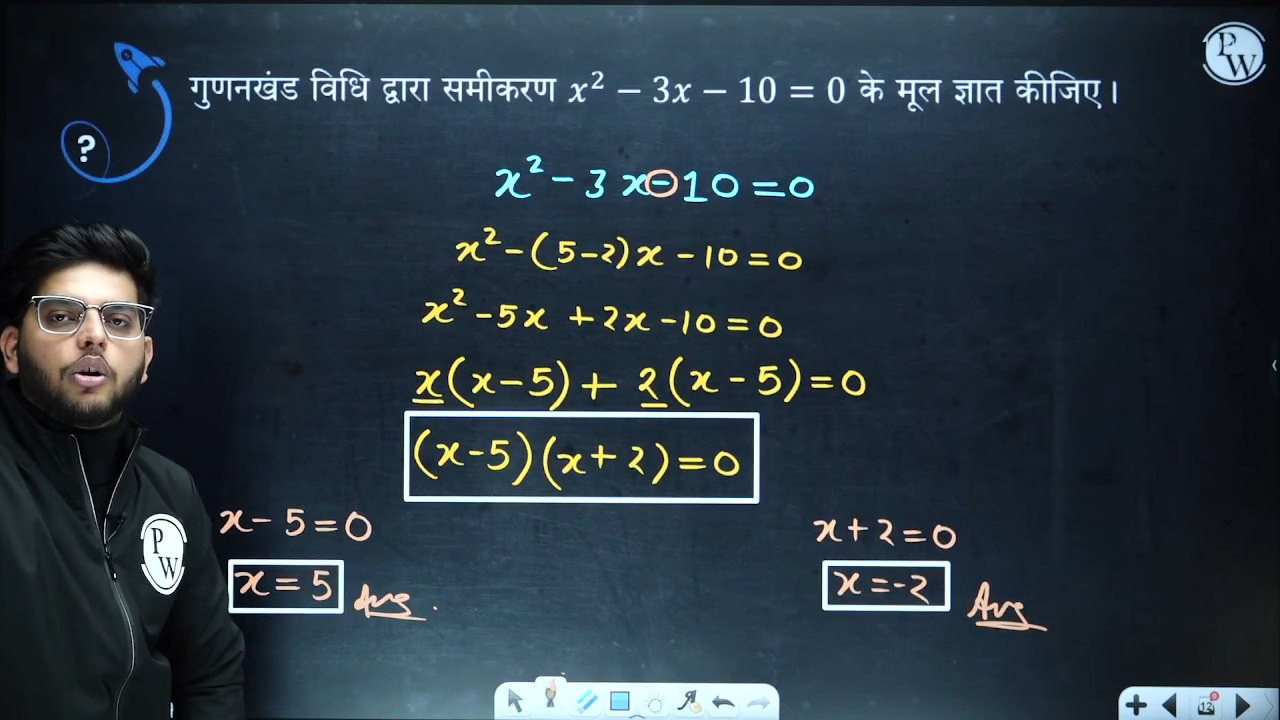 PW
?
गुणनखंड विधि द्वारा समीकरण x² − 3x − 10 = 0 के मूल ज्ञात कीजिए।
x² − 3x − 10 = 0
x² − (5−2)x − 10 = 0
x² − 5x + 2x − 10 = 0
x(x − 5) + 2(x − 5) = 0
(x − 5)(x + 2) = 0
x − 5 = 0
x + 2 = 0
x = 5 Ans.
x = −2 Ans
PW
12